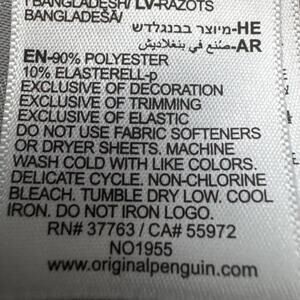 BANGLADESH/ LV-RAZOTS
BANGLADEŠA/
HE-מיוצר בבנגלדש
AR-صنع في بنغلاديش
EN-90% POLYESTER
10% ELASTERELL-p
EXCLUSIVE OF DECORATION
EXCLUSIVE OF TRIMMING
EXCLUSIVE OF ELASTIC
DO NOT USE FABRIC SOFTENERS
OR DRYER SHEETS. MACHINE
WASH COLD WITH LIKE COLORS.
DELICATE CYCLE. NON-CHLORINE
BLEACH. TUMBLE DRY LOW. COOL
IRON. DO NOT IRON LOGO.
RN# 37763 / CA# 55972
NO1955
www.originalpenguin.com